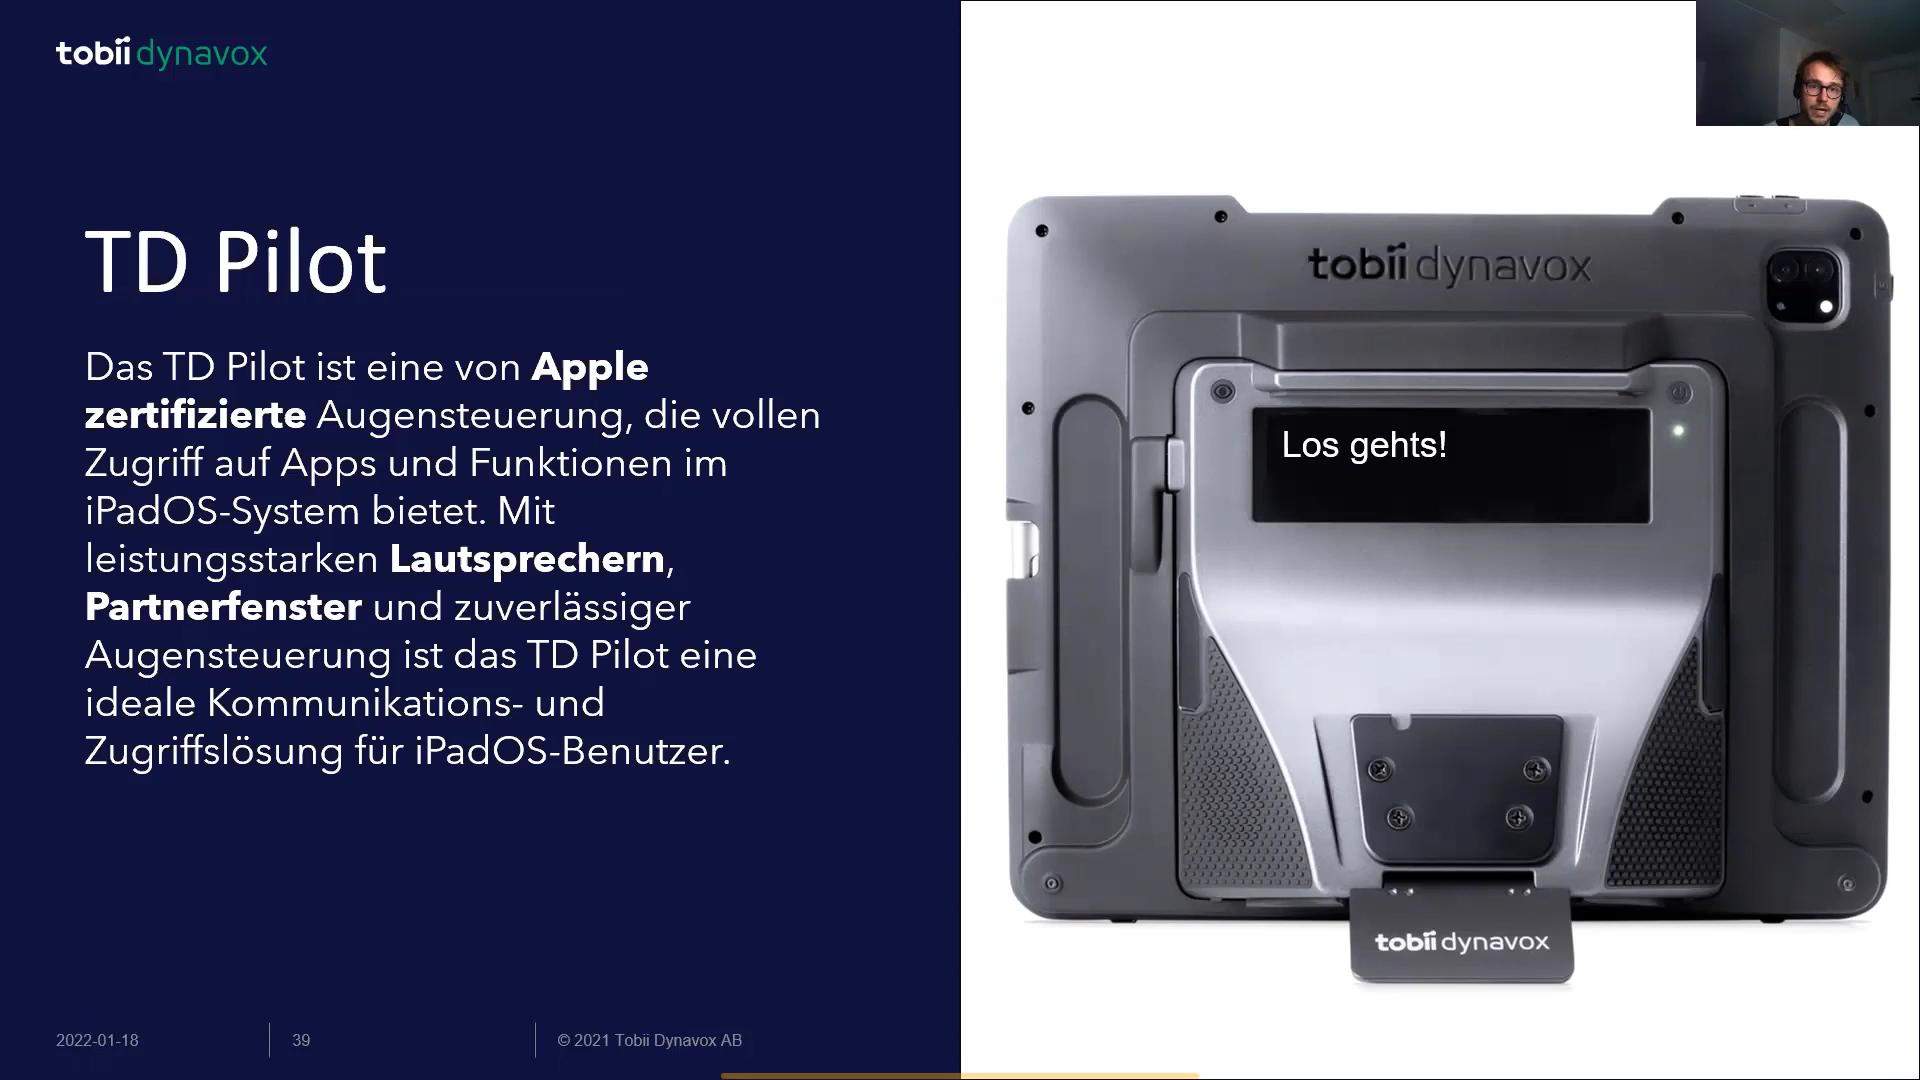 tobii dynavox
TD Pilot
Das TD Pilot ist eine von Apple
zertifizierte Augensteuerung, die vollen
Zugriff auf Apps und Funktionen im
iPadOS-System bietet. Mit
leistungsstarken Lautsprechern,
Partnerfenster und zuverlässiger
Augensteuerung ist das TD Pilot eine
ideale Kommunikations- und
Zugriffslösung für iPadOS-Benutzer.
2022-01-18
39
© 2021 Tobii Dynavox AB
tobii dynavox
Los gehts!
tobii dynavox